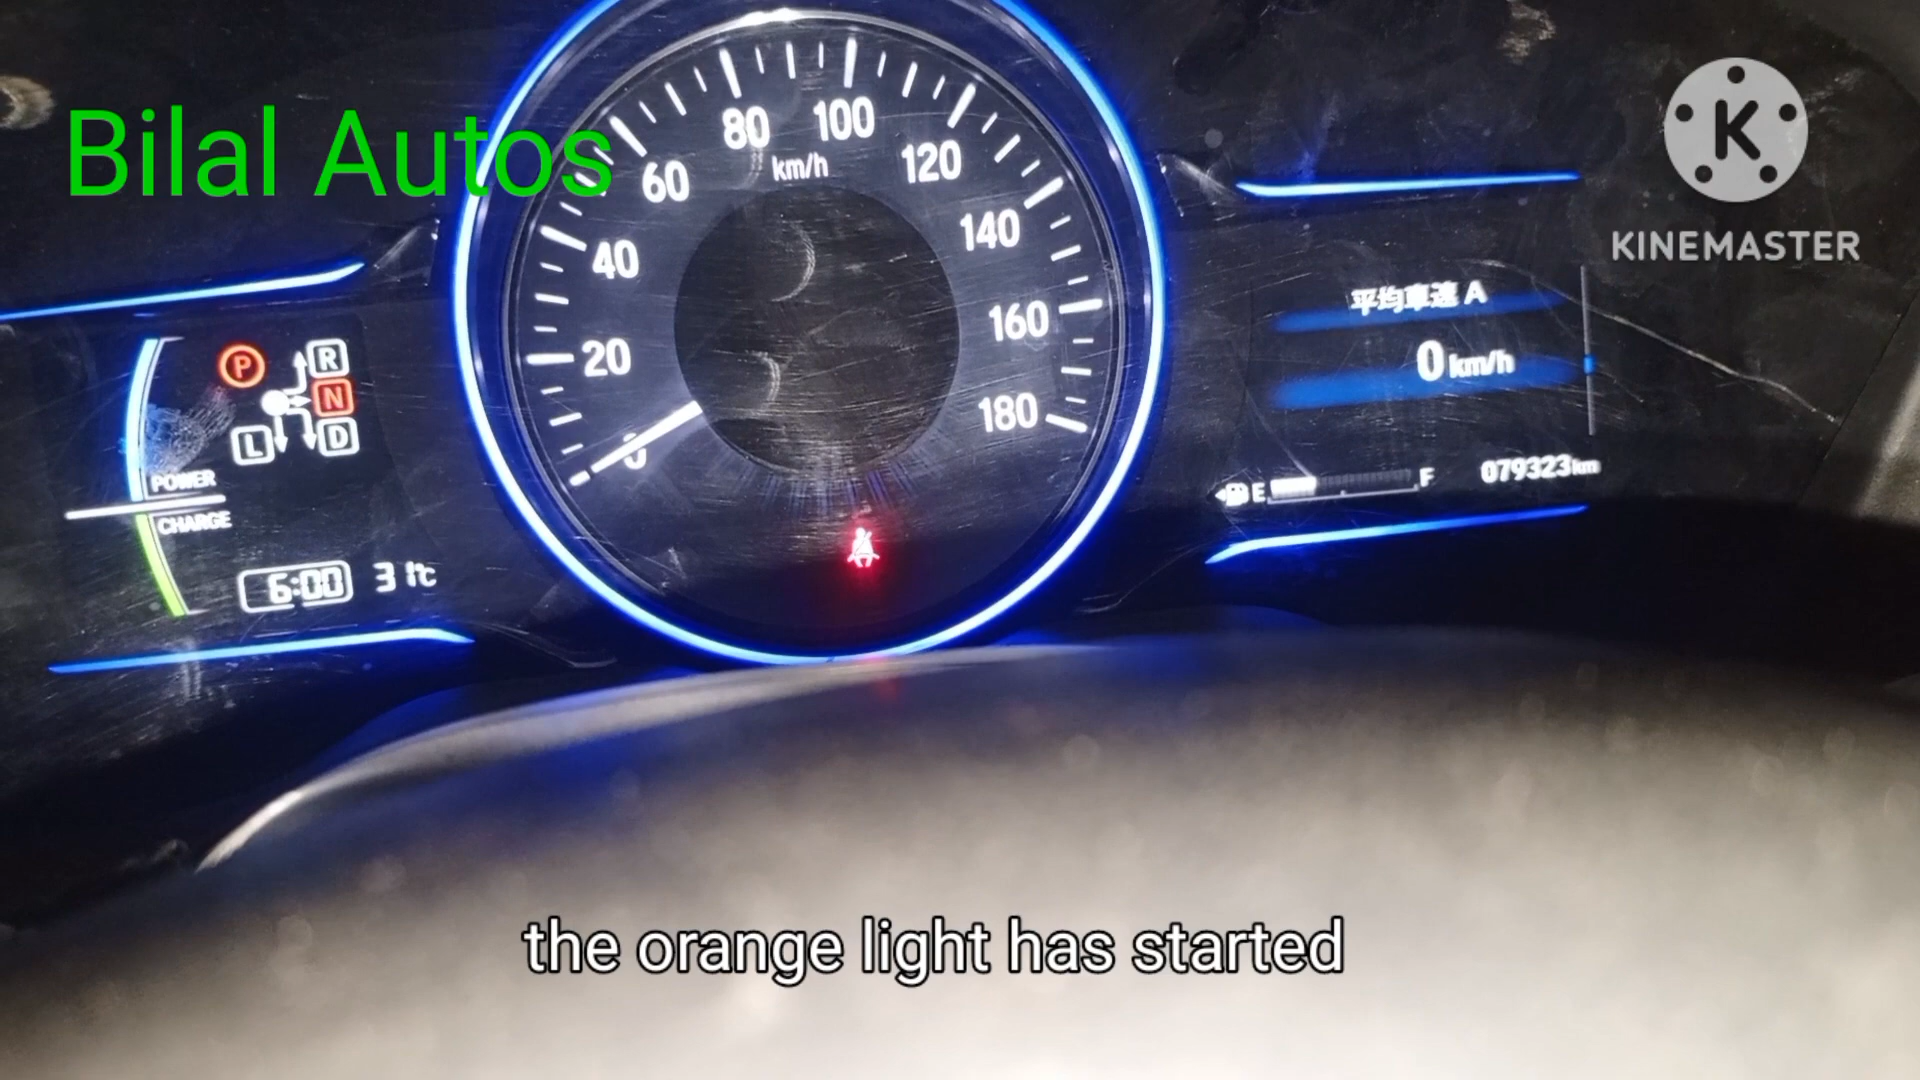 Bilal Autos
K
KINEMASTER
80 100
60 km/h 120
40 140
20 160
0 180
P R
N
L D
POWER
CHARGE
6:00 31℃
平均車速 A
0 km/h
E F 079323 km
the orange light has started